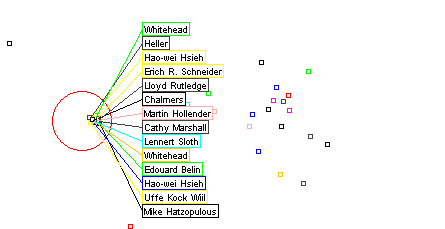 Whitehead
Heller
Hao-wei Hsieh
Erich R. Schneider
Lloyd Rutledge
Chalmers
Martin Hollender
Cathy Marshall
Lennert Sloth
Whitehead
Edouard Belin
Hao-wei Hsieh
Uffe Kock Wiil
Mike Hatzopulous